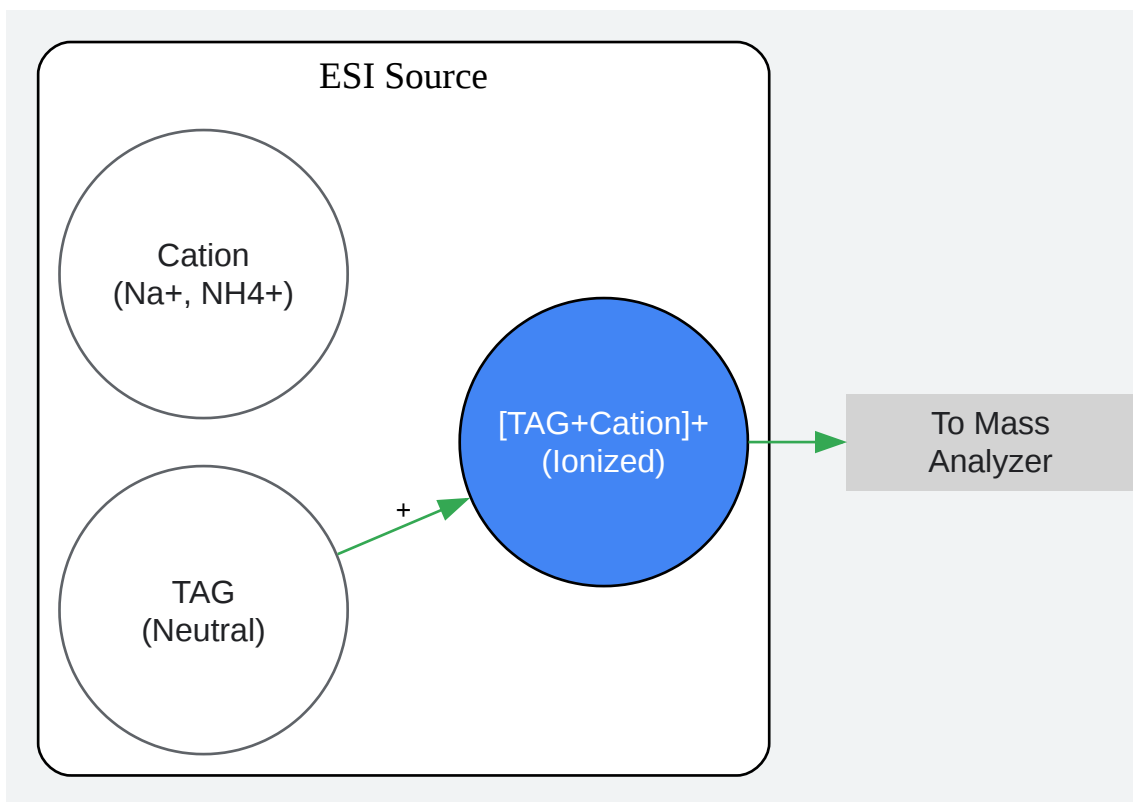 ESI Source
Cation
(Na+, NH4+)
TAG
(Neutral)
+
[TAG+Cation]+
(Ionized)
To Mass
Analyzer